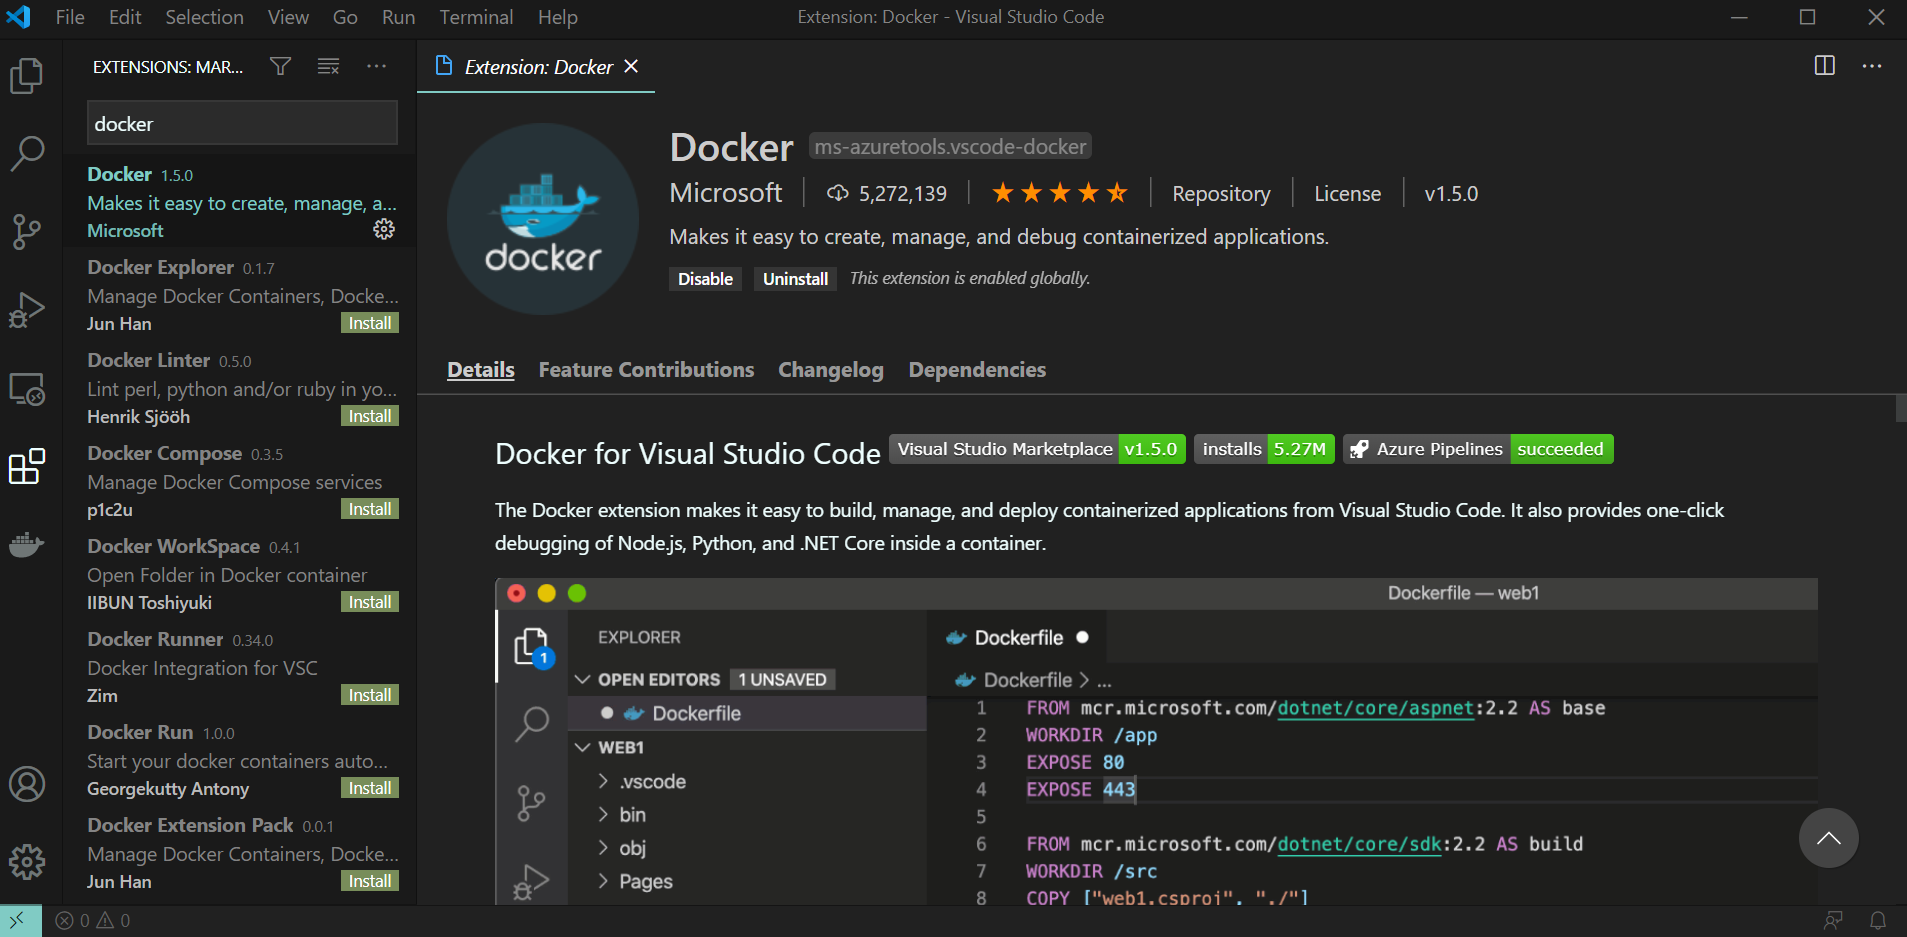 File Edit Selection View Go Run Terminal Help
Extension: Docker - Visual Studio Code
EXTENSIONS: MAR...
docker
Docker 1.5.0
Makes it easy to create, manage, a...
Microsoft
Docker Explorer 0.1.7
Manage Docker Containers, Docke...
Jun Han Install
Docker Linter 0.5.0
Lint perl, python and/or ruby in yo...
Henrik Sjööh Install
Docker Compose 0.3.5
Manage Docker Compose services
p1c2u Install
Docker WorkSpace 0.4.1
Open Folder in Docker container
IIBUN Toshiyuki Install
Docker Runner 0.34.0
Docker Integration for VSC
Zim Install
Docker Run 1.0.0
Start your docker containers auto...
Georgekutty Antony Install
Docker Extension Pack 0.0.1
Manage Docker Containers, Docke...
Jun Han Install
Extension: Docker
docker
Docker ms-azuretools.vscode-docker
Microsoft 5,272,139 Repository License v1.5.0
Makes it easy to create, manage, and debug containerized applications.
Disable Uninstall This extension is enabled globally.
Details Feature Contributions Changelog Dependencies
Docker for Visual Studio Code Visual Studio Marketplace v1.5.0 installs 5.27M Azure Pipelines succeeded
The Docker extension makes it easy to build, manage, and deploy containerized applications from Visual Studio Code. It also provides one-click
debugging of Node.js, Python, and .NET Core inside a container.
Dockerfile — web1
1
EXPLORER
OPEN EDITORS 1 UNSAVED
Dockerfile
WEB1
.vscode
bin
obj
Pages
Dockerfile
Dockerfile > ...
1 FROM mcr.microsoft.com/dotnet/core/aspnet:2.2 AS base
2 WORKDIR /app
3 EXPOSE 80
4 EXPOSE 443
5
6 FROM mcr.microsoft.com/dotnet/core/sdk:2.2 AS build
7 WORKDIR /src
8 COPY ["web1.csproj", "./"]
0 0